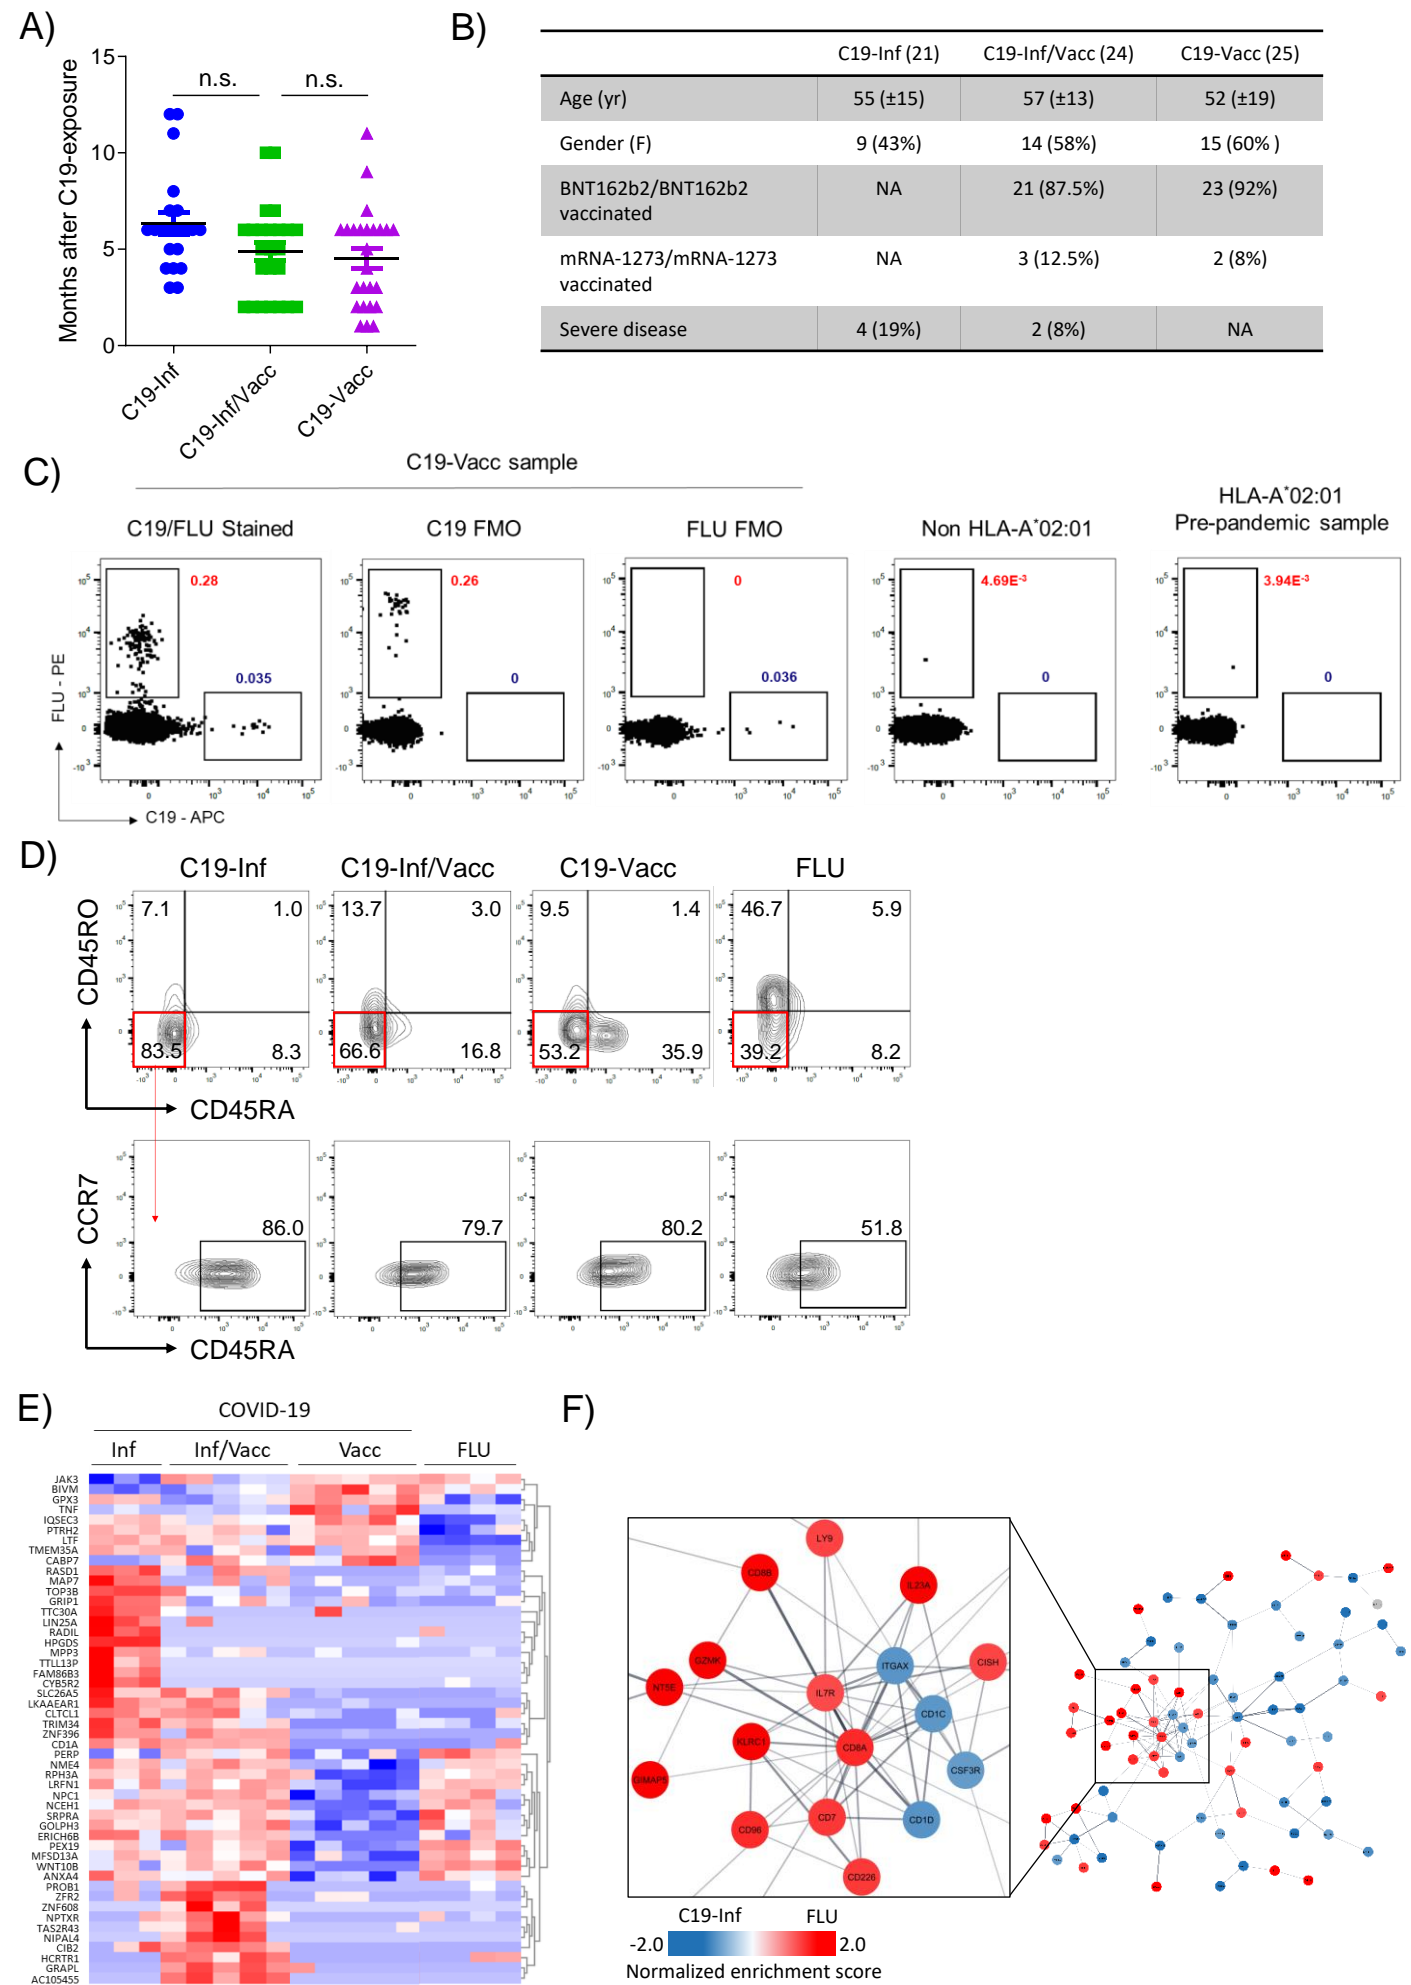 A)
15
10
5
0
Months after C19-exposure
n.s.
n.s.
C19-Inf
C19-Inf/Vacc
C19-Vacc
B)
C19-Inf (21) C19-Inf/Vacc (24) C19-Vacc (25)
Age (yr) 55 (±15) 57 (±13) 52 (±19)
Gender (F) 9 (43%) 14 (58%) 15 (60% )
BNT162b2/BNT162b2 NA 21 (87.5%) 23 (92%)
vaccinated
mRNA-1273/mRNA-1273 NA 3 (12.5%) 2 (8%)
vaccinated
Severe disease 4 (19%) 2 (8%) NA
C)
C19-Vacc sample
C19/FLU Stained
C19 FMO
FLU FMO
Non HLA-A*02:01
HLA-A*02:01
Pre-pandemic sample
0.28
0.035
0.26
0
0
0.036
4.69E-3
0
3.94E-3
0
FLU - PE
C19 - APC
D)
C19-Inf C19-Inf/Vacc C19-Vacc FLU
CD45RO
7.1 1.0 13.7 3.0 9.5 1.4 46.7 5.9
83.5 8.3 66.6 16.8 53.2 35.9 39.2 8.2
CD45RA
CCR7
86.0 79.7 80.2 51.8
CD45RA
E)
COVID-19
Inf Inf/Vacc Vacc FLU
JAK3
BIVM
GPX3
TNF
IQSEC3
PTRH2
LTF
TMEM35A
CABP7
RASD1
MAP7
TOP3B
GRIP1
TTC30A
LIN25A
RADIL
HPGDS
MPP3
TTLL13P
FAM86B3
CYB5R2
SLC26A5
LKAAEAR1
CLTCL1
TRIM34
ZNF396
CD1A
PERP
NME4
RPH3A
LRFN1
NPC1
NCEH1
SRPRA
GOLPH3
ERICH6B
PEX19
MFSD13A
WNT10B
ANXA4
PROB1
ZFR2
ZNF608
NPTXR
TAS2R43
NIPAL4
CIB2
HCRTR1
GRAPL
AC105455
F)
LY9
CD8B
IL23A
GZMK
ITGAX
CISH
NT5E
IL7R
CD1C
KLRC1
CD8A
CSF3R
GIMAP5
CD7
CD1D
CD96
CD226
C19-Inf FLU
-2.0 2.0
Normalized enrichment score